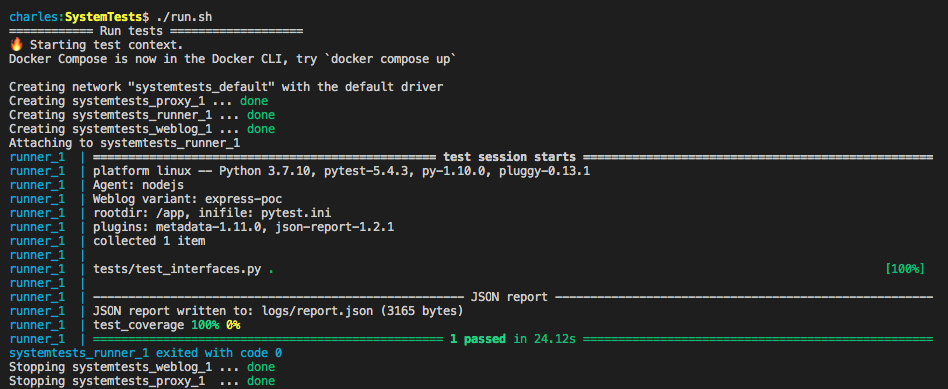 charles:SystemTests$ ./run.sh
============ Run tests ===================
🔥 Starting test context.
Docker Compose is now in the Docker CLI, try `docker compose up`
Creating network "systemtests_default" with the default driver
Creating systemtests_proxy_1 ... done
Creating systemtests_runner_1 ... done
Creating systemtests_weblog_1 ... done
Attaching to systemtests_runner_1
runner_1  | ================================================= test session starts ==================================================
runner_1  | platform linux -- Python 3.7.10, pytest-5.4.3, py-1.10.0, pluggy-0.13.1
runner_1  | Agent: nodejs
runner_1  | Weblog variant: express-poc
runner_1  | rootdir: /app, inifile: pytest.ini
runner_1  | plugins: metadata-1.11.0, json-report-1.2.1
runner_1  | collected 1 item
runner_1  |
runner_1  | tests/test_interfaces.py .                                                                                       [100%]
runner_1  |
runner_1  | ----------------------------------------------------- JSON report ------------------------------------------------------
runner_1  | JSON report written to: logs/report.json (3165 bytes)
runner_1  | test_coverage 100% 0%
runner_1  | ================================================== 1 passed in 24.12s ==================================================
systemtests_runner_1 exited with code 0
Stopping systemtests_weblog_1 ... done
Stopping systemtests_proxy_1  ... done